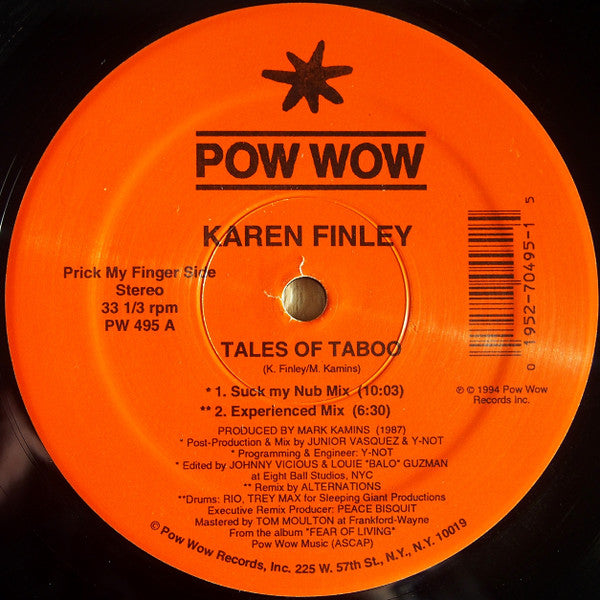 POW WOW
KAREN FINLEY
Prick My Finger Side
Stereo
33 1/3 rpm
PW 495 A
0 1952-70495-1 5
TALES OF TABOO
(K. Finley/M. Kamins)
* 1. Suck my Nub Mix (10:03)
** 2. Experienced Mix (6:30)
℗ © 1994 Pow Wow
Records Inc.
PRODUCED BY MARK KAMINS (1987)
* Post-Production & Mix by JUNIOR VASQUEZ & Y-NOT
* Programming & Engineer: Y-NOT
* Edited by JOHNNY VICIOUS & LOUIE "BALO" GUZMAN
at Eight Ball Studios, NYC
** Remix by ALTERNATIONS
**Drums: RIO, TREY MAX for Sleeping Giant Productions
Executive Remix Producer: PEACE BISQUIT
Mastered by TOM MOULTON at Frankford-Wayne
From the album "FEAR OF LIVING"
Pow Wow Music (ASCAP)
© Pow Wow Records, Inc. 225 W. 57th St., N.Y., N.Y. 10019